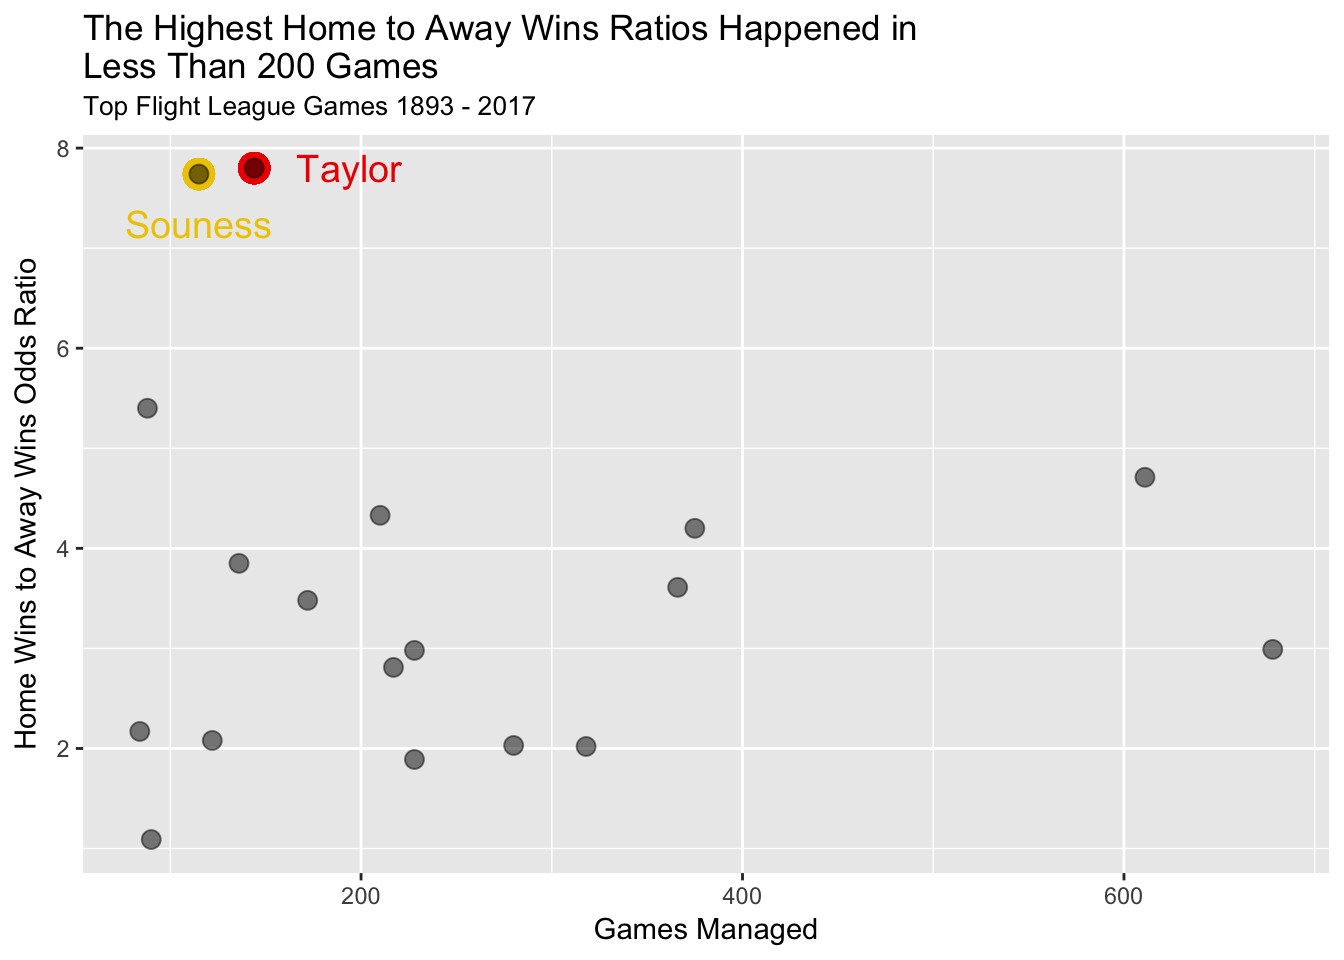 The Highest Home to Away Wins Ratios Happened in
Less Than 200 Games
Top Flight League Games 1893 - 2017
8
Taylor
Souness
6
4
2
Home Wins to Away Wins Odds Ratio
200
400
600
Games Managed